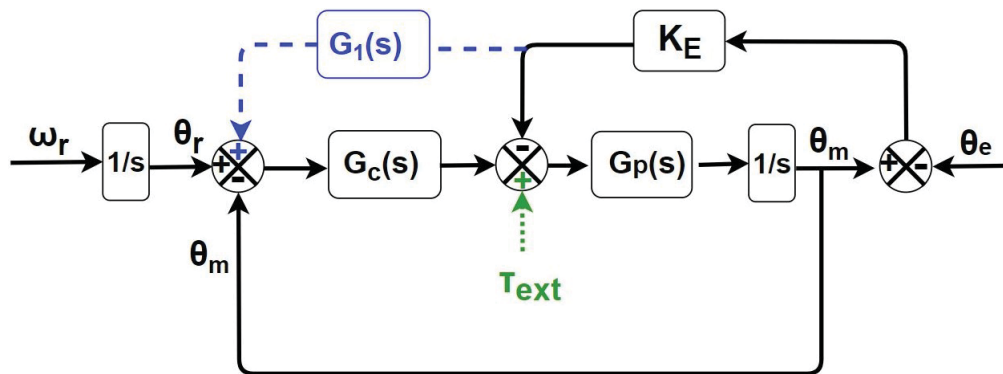 G₁(s)
K_E
ω_r
1/s
θ_r
+
+
-
G_c(s)
-
+
G_p(s)
1/s
θ_m
+
-
θ_e
θ_m
τ_ext